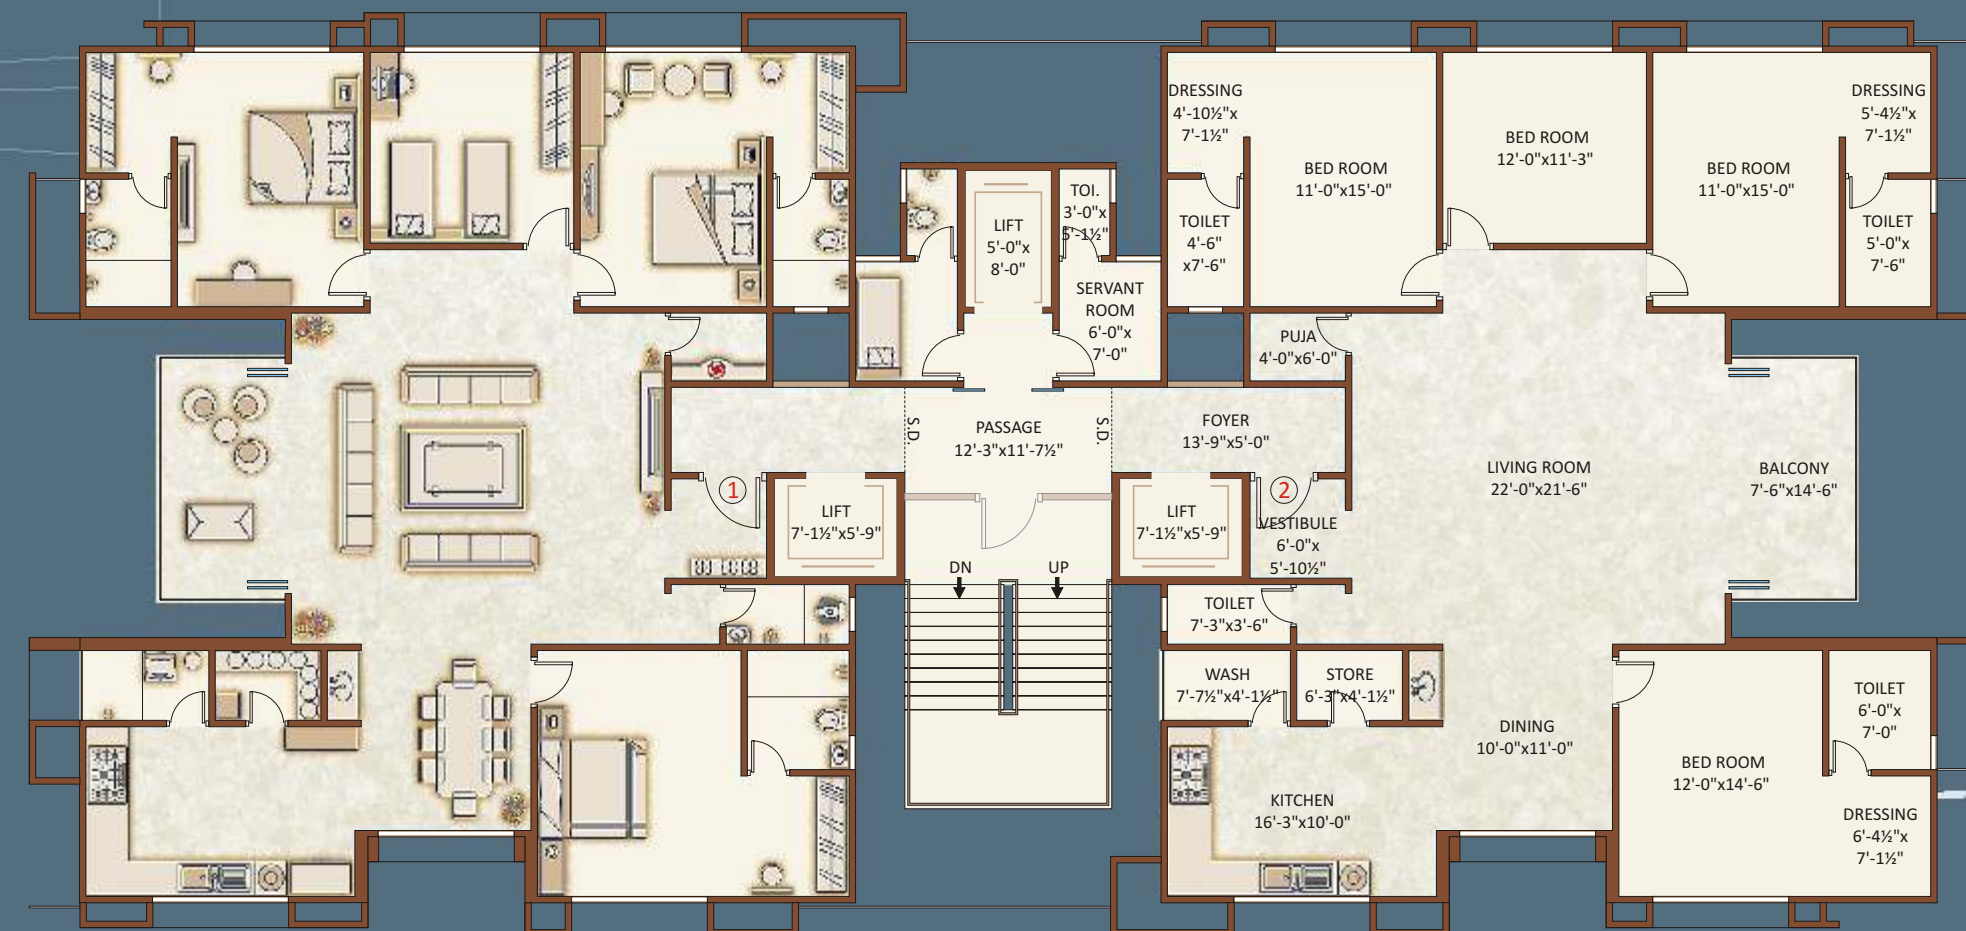 DRESSING
4'-10½"x
7'-1½"
BED ROOM
11'-0"x15'-0"
TOILET
4'-6"
x7'-6"
BED ROOM
12'-0"x11'-3"
BED ROOM
11'-0"x15'-0"
DRESSING
5'-4½"x
7'-1½"
TOILET
5'-0"x
7'-6"
LIFT
5'-0"x
8'-0"
TOI.
3'-0"x
5'-1½"
SERVANT
ROOM
6'-0"x
7'-0"
PUJA
4'-0"x6'-0"
S.D.
PASSAGE
12'-3"x11'-7½"
S.D.
FOYER
13'-9"x5'-0"
LIVING ROOM
22'-0"x21'-6"
BALCONY
7'-6"x14'-6"
1
LIFT
7'-1½"x5'-9"
LIFT
7'-1½"x5'-9"
2
VESTIBULE
6'-0"x
5'-10½"
DN
UP
TOILET
7'-3"x3'-6"
WASH
7'-7½"x4'-1½"
STORE
6'-3"x4'-1½"
DINING
10'-0"x11'-0"
KITCHEN
16'-3"x10'-0"
BED ROOM
12'-0"x14'-6"
TOILET
6'-0"x
7'-0"
DRESSING
6'-4½"x
7'-1½"